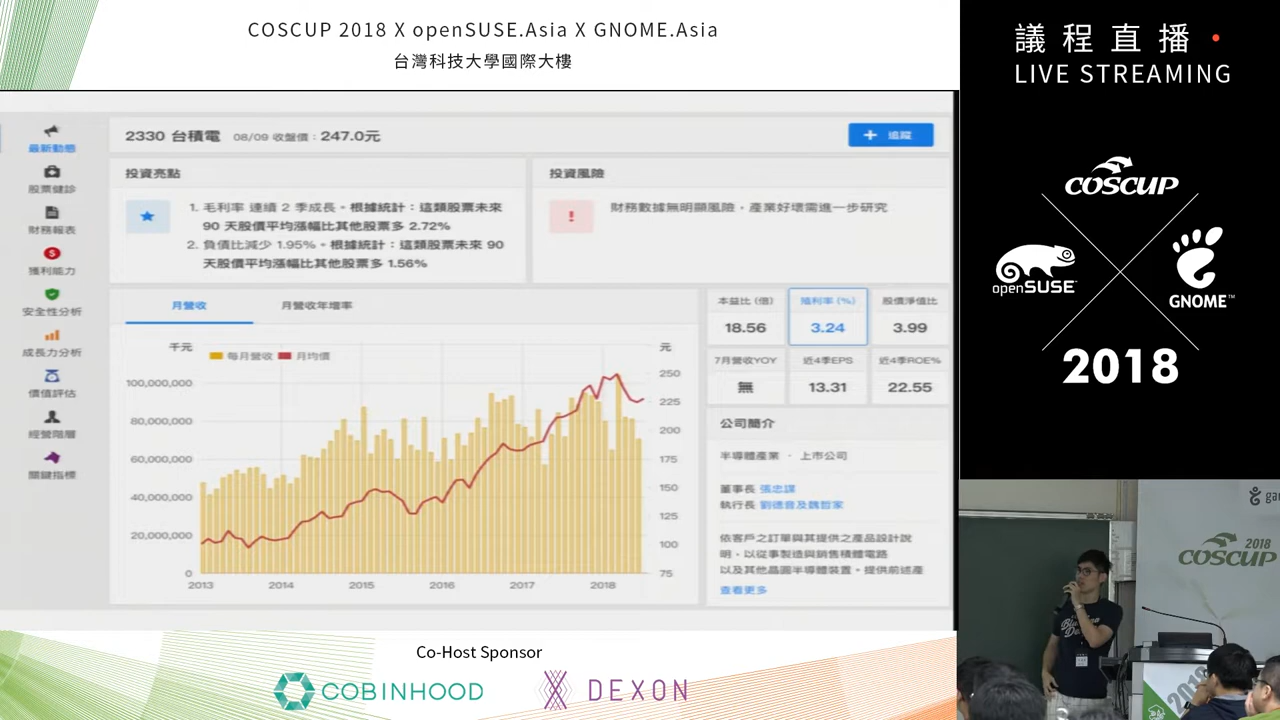 COSCUP 2018 X openSUSE.Asia X GNOME.Asia
台灣科技大學國際大樓
議程直播
LIVE STREAMING
COSCUP
openSUSE
GNOME™
2018
最新動態
股票健診
財務報表
獲利能力
安全性分析
成長力分析
價值評估
經營階層
關鍵指標
2330 台積電 08/09 收盤價：247.0元
+ 追蹤
投資亮點
1. 毛利率 連續 2 季成長。根據統計：這類股票未來
90 天股價平均漲幅比其他股票多 2.72%
2. 負債比減少 1.95%。根據統計：這類股票未來 90
天股價平均漲幅比其他股票多 1.56%
投資風險
財務數據無明顯風險，產業好壞需進一步研究
月營收
月營收年增率
千元
每月營收
月均價
元
100,000,000
80,000,000
60,000,000
40,000,000
20,000,000
0
250
225
200
175
150
125
100
75
2013 2014 2015 2016 2017 2018
本益比 (倍)
18.56
殖利率 (%)
3.24
股價淨值比
3.99
7月營收YOY
無
近4季EPS
13.31
近4季ROE%
22.55
公司簡介
半導體產業 · 上市公司
董事長 張忠謀
執行長 劉德音及魏哲家
依客戶之訂單與其提供之產品設計說
明，以從事製造與銷售積體電路
以及其他晶圓半導體裝置。提供前述產
查看更多
2018
COSCUP
Co-Host Sponsor
COBINHOOD
DEXON